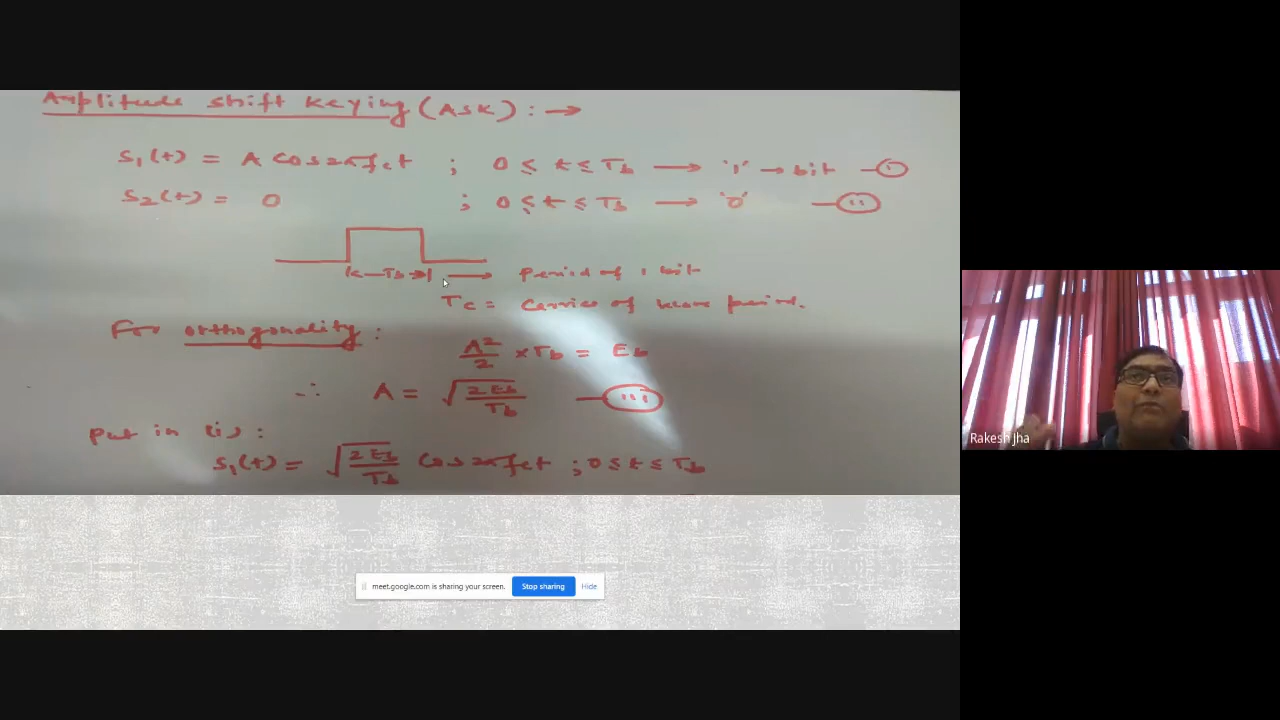 Amplitude shift keying (ASK) : →
S₁(t) = A cos2πfct ; 0 ≤ t ≤ Tb → '1' → bit — (i)
S₂(t) = 0 ; 0 ≤ t ≤ Tb → '0' — (ii)
|← Tb →| → period of 1 bit
Tc = Carrier of wave period.
For orthogonality :
A²/2 × Tb = Eb
∴ A = √(2Eb/Tb) — (iii)
Put in (i) :
S₁(t) = √(2Eb/Tb) cos2πfct ; 0 ≤ t ≤ Tb
Rakesh Jha
meet.google.com is sharing your screen. Stop sharing Hide